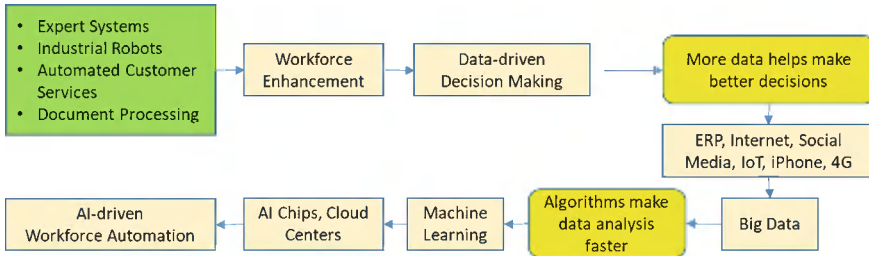 • Expert Systems
• Industrial Robots
• Automated Customer
Services
• Document Processing
Workforce
Enhancement
Data-driven
Decision Making
More data helps make
better decisions
ERP, Internet, Social
Media, IoT, iPhone, 4G
Big Data
Algorithms make
data analysis
faster
Machine
Learning
AI Chips, Cloud
Centers
AI-driven
Workforce Automation